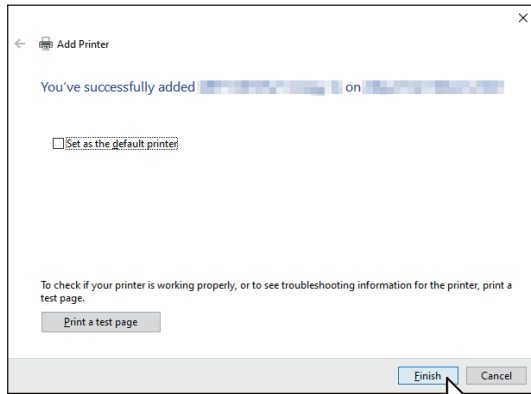 Add Printer
You've successfully added on
Set as the default printer
To check if your printer is working properly, or to see troubleshooting information for the printer, print a
test page.
Print a test page
Finish Cancel